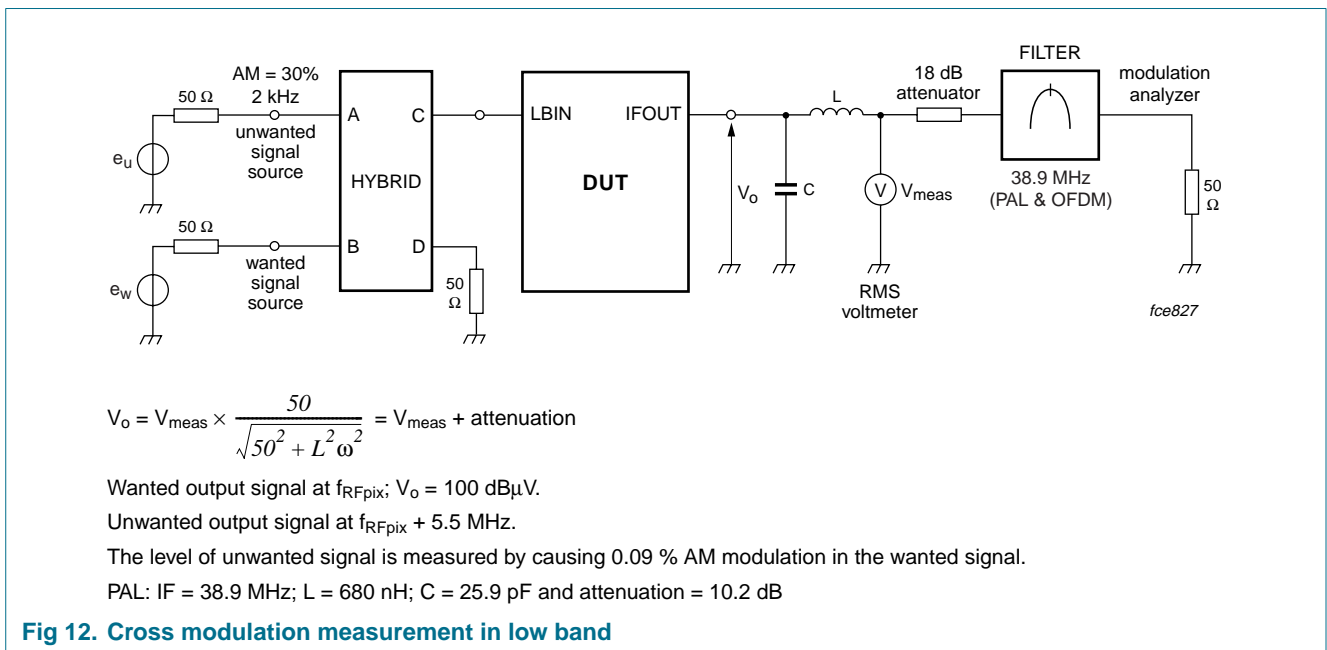 FILTER
AM = 30%
2 kHz
18 dB
attenuator
modulation
analyzer
50 Ω
50 Ω
A
C
LBIN
IFOUT
L
unwanted
signal
source
eu
HYBRID
DUT
Vo
C
V
Vmeas
38.9 MHz
(PAL & OFDM)
50
Ω
B
D
wanted
signal
source
ew
50
Ω
RMS
voltmeter
fce827
Vo = Vmeas × 50 / √(50² + L²ω²) = Vmeas + attenuation
Wanted output signal at fRFpix; Vo = 100 dBµV.
Unwanted output signal at fRFpix + 5.5 MHz.
The level of unwanted signal is measured by causing 0.09 % AM modulation in the wanted signal.
PAL: IF = 38.9 MHz; L = 680 nH; C = 25.9 pF and attenuation = 10.2 dB
Fig 12. Cross modulation measurement in low band